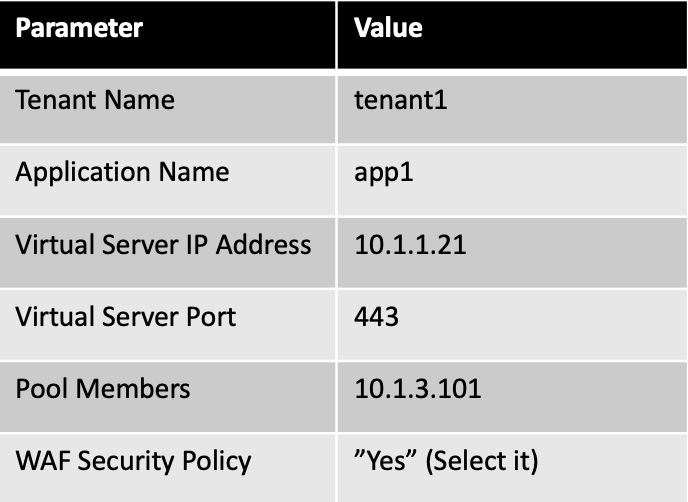 Parameter Value
Tenant Name tenant1
Application Name app1
Virtual Server IP Address 10.1.1.21
Virtual Server Port 443
Pool Members 10.1.3.101
WAF Security Policy ”Yes” (Select it)